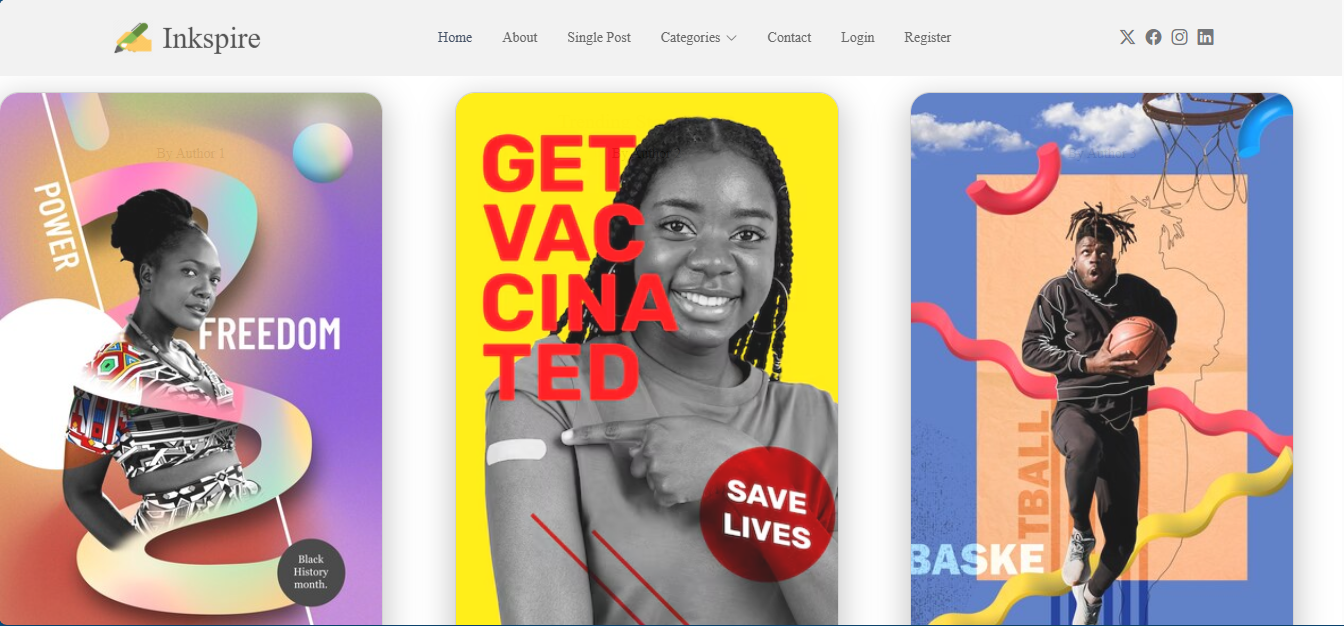 Inkspire
Home About Single Post Categories Contact Login Register
By Author 1
POWER
FREEDOM
Black
History
month.
GET
VAC
CINA
TED
SAVE
LIVES
TBALL
BASKE